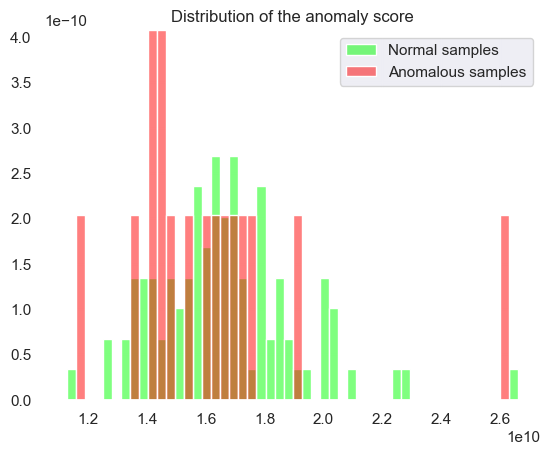 Distribution of the anomaly score
1e−10
Normal samples
Anomalous samples
4.0
3.5
3.0
2.5
2.0
1.5
1.0
0.5
0.0
1.2 1.4 1.6 1.8 2.0 2.2 2.4 2.6
1e10